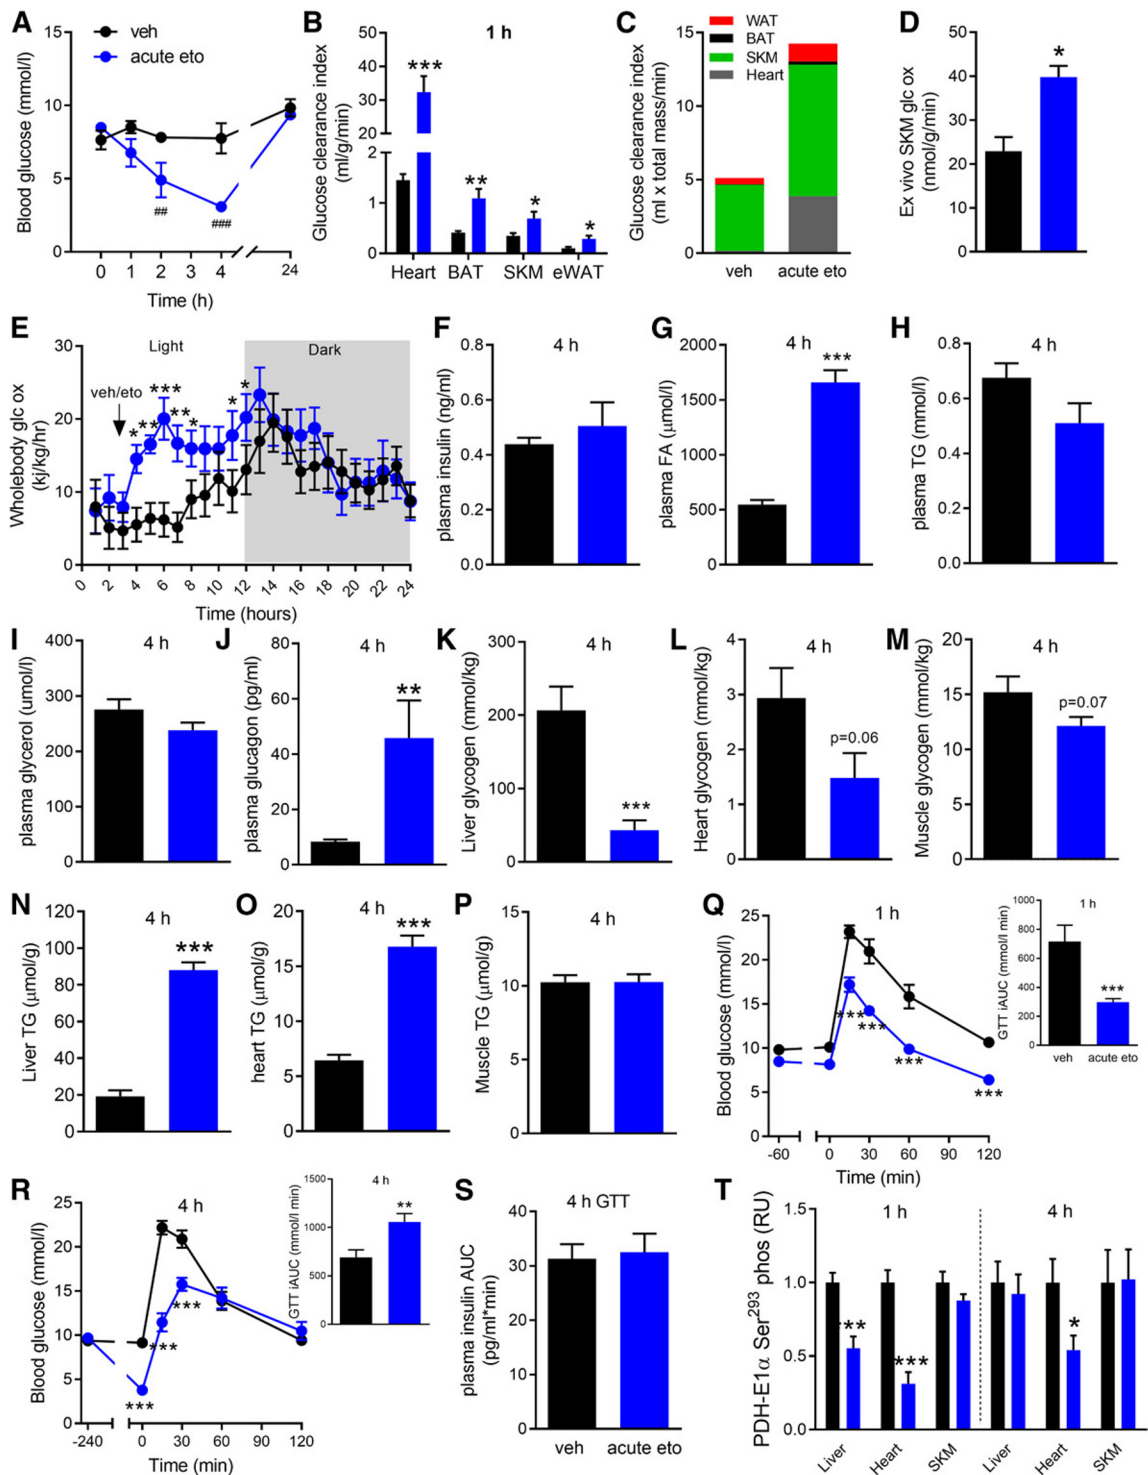 A
veh
acute eto
Blood glucose (mmol/l)
15
10
5
0
##
###
0 1 2 3 4 24
Time (h)
B
1 h
Glucose clearance index
(ml/g/min)
50
40
30
20
2
1
0
***
**
*
*
Heart BAT SKM eWAT
C
WAT
BAT
SKM
Heart
Glucose clearance index
(ml x total mass/min)
15
10
5
0
veh acute eto
D
Ex vivo SKM glc ox
(nmol/g/min)
50
40
30
20
10
0
*
E
Wholebody glc ox
(kj/kg/hr)
30
20
10
0
Light Dark
veh/eto
* ** *** ** * * *
0 2 4 6 8 10 12 14 16 18 20 22 24
Time (hours)
F
4 h
plasma insulin (ng/ml)
0.8
0.6
0.4
0.2
0.0
G
4 h
plasma FA (µmol/l)
2000
1500
1000
500
0
***
H
4 h
plasma TG (umol/l)
0.8
0.6
0.4
0.2
0.0
I
4 h
plasma glycerol (umol/l)
400
300
200
100
0
J
4 h
plasma glucagon (pg/ml)
80
60
40
20
0
**
K
4 h
Liver glycogen (mmol/kg)
300
200
100
0
***
L
4 h
Heart glycogen (mmol/kg)
4
3
2
1
0
p=0.06
M
4 h
Muscle glycogen (mmol/kg)
20
15
10
5
0
p=0.07
N
4 h
Liver TG (µmol/g)
120
100
80
60
40
20
0
***
O
4 h
heart TG (µmol/g)
20
15
10
5
0
***
P
4 h
Muscle TG (µmol/g)
15
10
5
0
Q
1 h
Blood glucose (mmol/l)
25
20
15
10
5
0
***
***
***
***
-60 0 30 60 90 120
Time (min)
1 h
GTT iAUC (mmol/l min)
1000
800
600
400
200
0
***
veh acute eto
R
4 h
Blood glucose (mmol/l)
25
20
15
10
5
0
***
***
***
-240 0 30 60 90 120
Time (min)
4 h
GTT iAUC (mmol/l min)
1500
1000
500
0
**
S
4 h GTT
plasma insulin AUC
(pg/ml*min)
40
30
20
10
0
veh acute eto
T
1 h 4 h
PDH-E1α Ser293 phos (RU)
1.5
1.0
0.5
0.0
***
***
*
Liver Heart SKM Liver Heart SKM